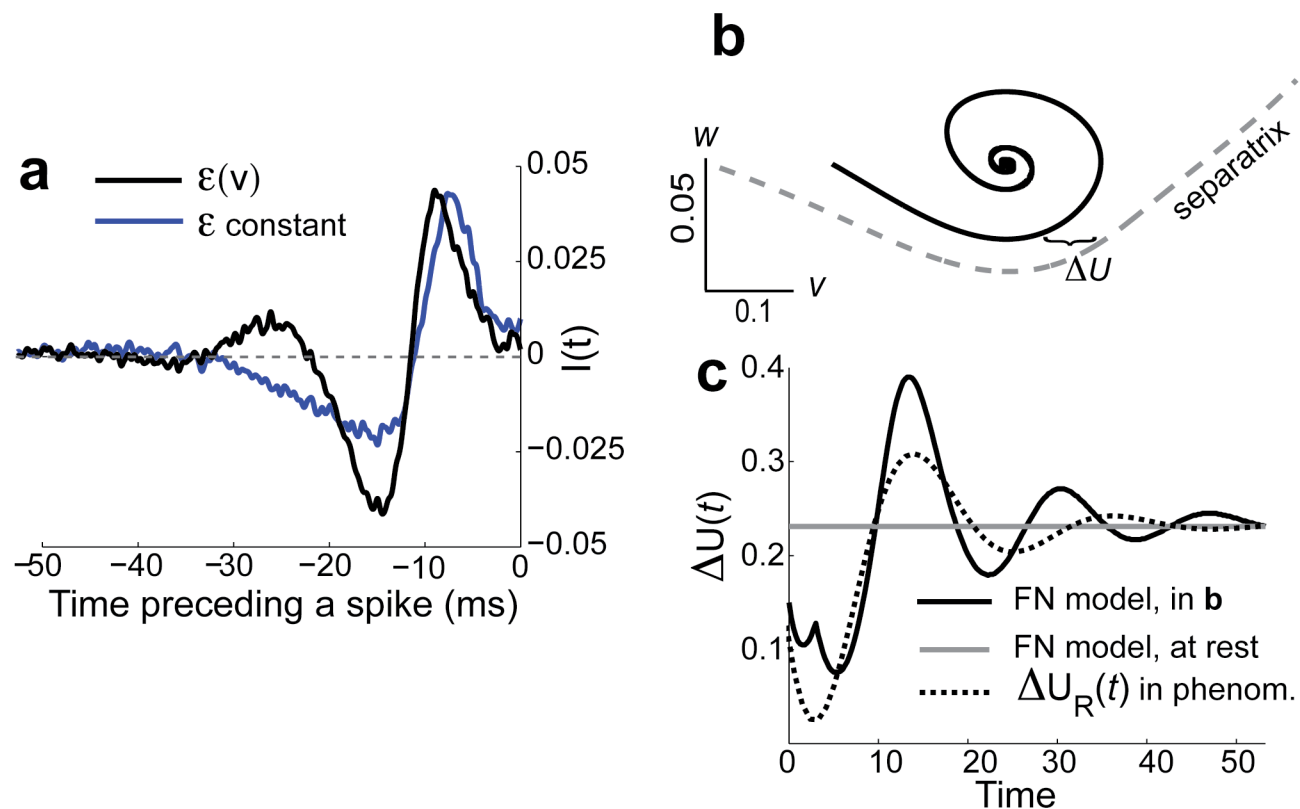 a
ε(v)
ε constant
0.05
0.025
0
−0.025
−0.05
I(t)
−50 −40 −30 −20 −10 0
Time preceding a spike (ms)
b
w
0.05
v
0.1
separatrix
ΔU
c
0.4
0.3
0.2
0.1
ΔU(t)
FN model, in b
FN model, at rest
ΔU_R(t) in phenom.
0 10 20 30 40 50
Time